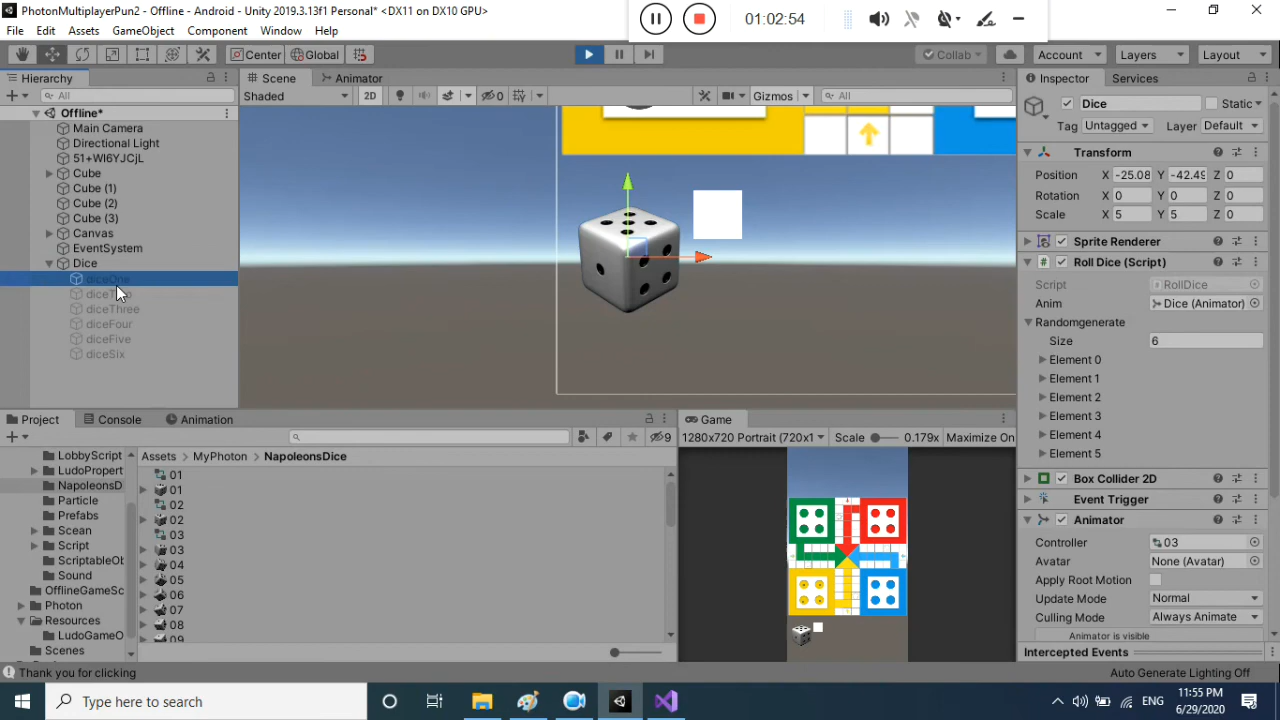 PhotonMultiplayerPun2 - Offline - Android - Unity 2019.3.13f1 Personal* <DX11 on DX10 GPU>
01:02:54
File Edit Assets GameObject Component Window Help
Center Global Collab Account Layers Layout
Hierarchy Scene Animator Inspector Services
All Shaded 2D 0 Gizmos All
Offline*
Main Camera
Directional Light
51+WI6YJCjL
Cube
Cube (1)
Cube (2)
Cube (3)
Canvas
EventSystem
Dice
diceOne
diceThree
diceFour
diceFive
diceSix
Dice Static
Tag Untagged Layer Default
Transform
Position X -25.08 Y -42.49 Z 0
Rotation X 0 Y 0 Z 0
Scale X 5 Y 5 Z 0
Sprite Renderer
Roll Dice (Script)
Script RollDice
Anim Dice (Animator)
Randomgenerate
Size 6
Element 0
Element 1
Element 2
Element 3
Element 4
Element 5
Box Collider 2D
Event Trigger
Animator
Controller 03
Avatar None (Avatar)
Apply Root Motion
Update Mode Normal
Culling Mode Always Animate
Animator is visible
Intercepted Events
Project Console Animation
9
LobbyScript
LudoPropert
NapoleonsD
Particle
Prefabs
Scean
Script
ScriptableOb
Sound
OfflineGameSc
Photon
Resources
LudoGameO
Scenes
Assets MyPhoton NapoleonsDice
01
01
02
02
03
03
04
05
06
07
08
09
Game
1280x720 Portrait (720x1 Scale 0.179x Maximize On
Thank you for clicking
Auto Generate Lighting Off
Type here to search
ENG
11:55 PM
6/29/2020